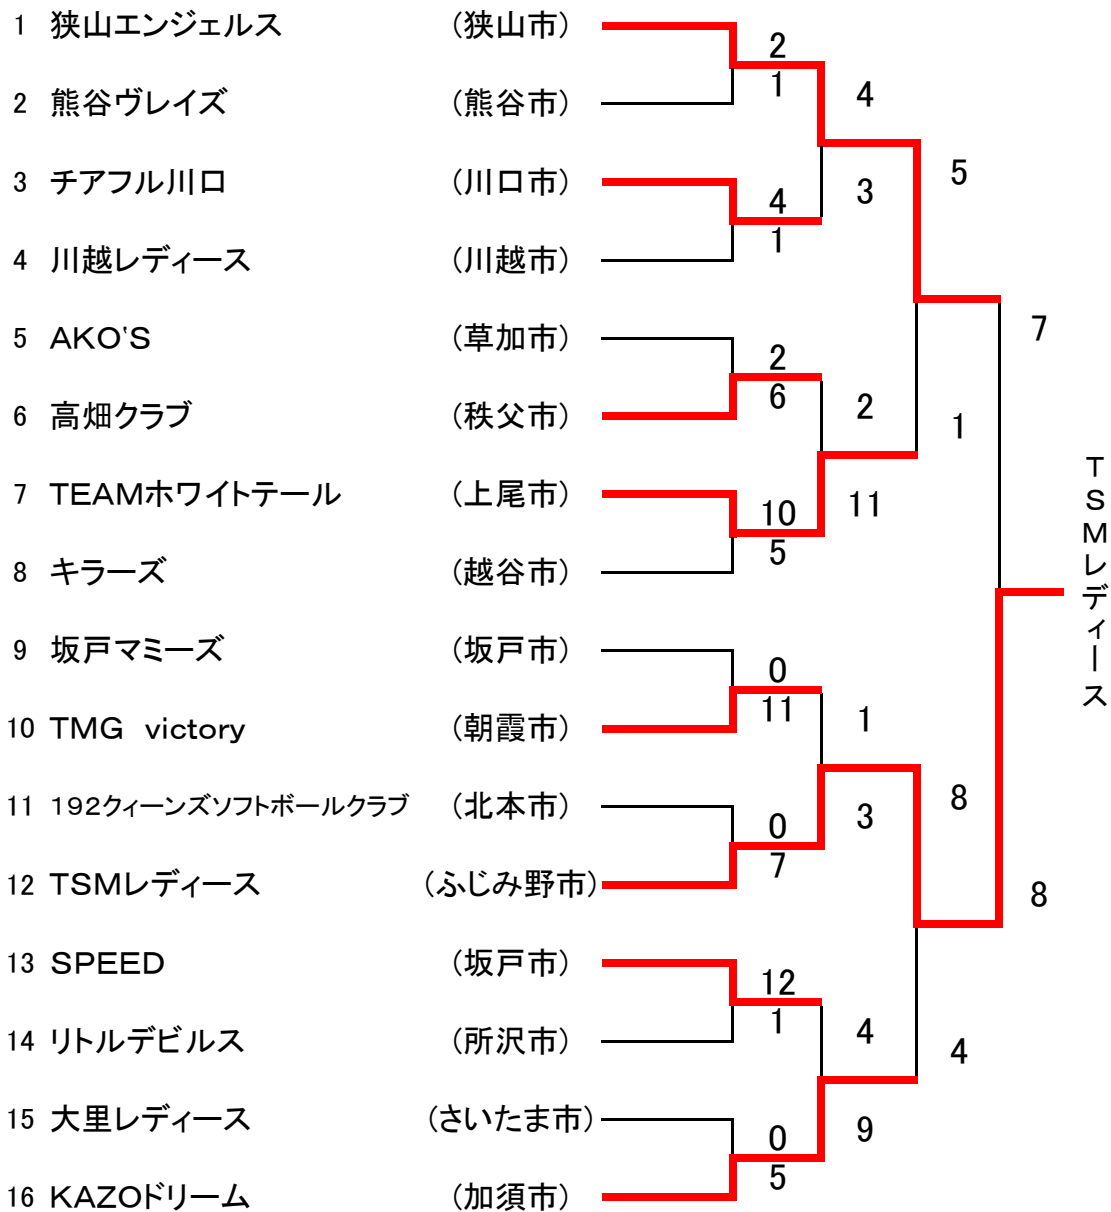 1 狭山エンジェルス (狭山市)
2
1
2 熊谷ヴレイズ (熊谷市)
4
3 チアフル川口 (川口市)
3
5
4
1
4 川越レディース (川越市)
7
5 AKO'S (草加市)
2
6
6 高畑クラブ (秩父市)
2
1
7 TEAMホワイトテール (上尾市)
11
10
5
8 キラーズ (越谷市)
TSMレディース
9 坂戸マミーズ (坂戸市)
0
11
10 TMG victory (朝霞市)
1
8
11 192クィーンズソフトボールクラブ (北本市)
3
0
7
12 TSMレディース (ふじみ野市)
8
13 SPEED (坂戸市)
12
1
14 リトルデビルス (所沢市)
4
4
15 大里レディース (さいたま市)
9
0
5
16 KAZOドリーム (加須市)